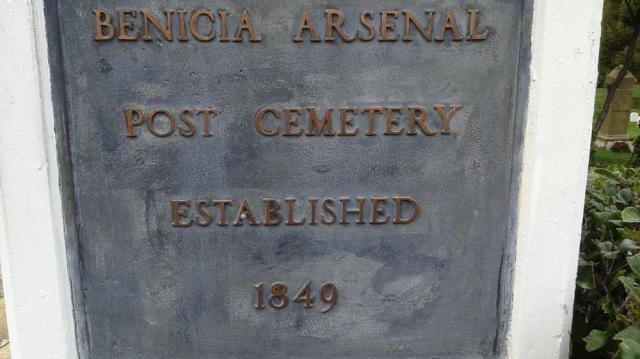 BENICIA ARSENAL
POST CEMETERY
ESTABLISHED
1849